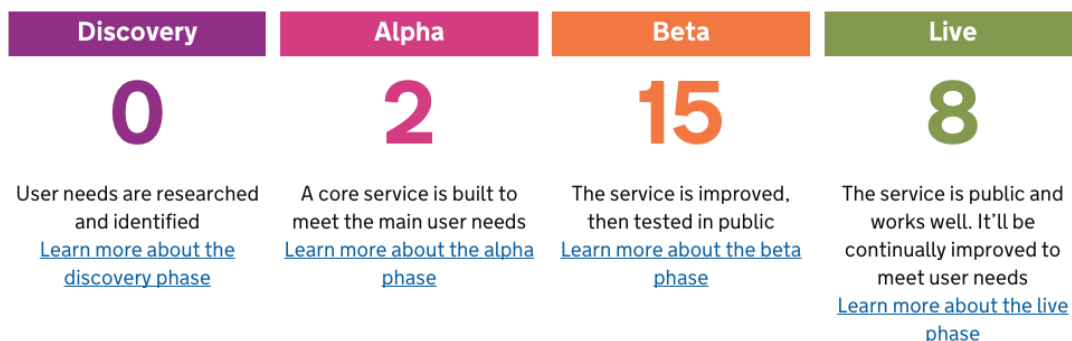 Discovery
0
User needs are researched
and identified
Learn more about the
discovery phase
Alpha
2
A core service is built to
meet the main user needs
Learn more about the alpha
phase
Beta
15
The service is improved,
then tested in public
Learn more about the beta
phase
Live
8
The service is public and
works well. It’ll be
continually improved to
meet user needs
Learn more about the live
phase